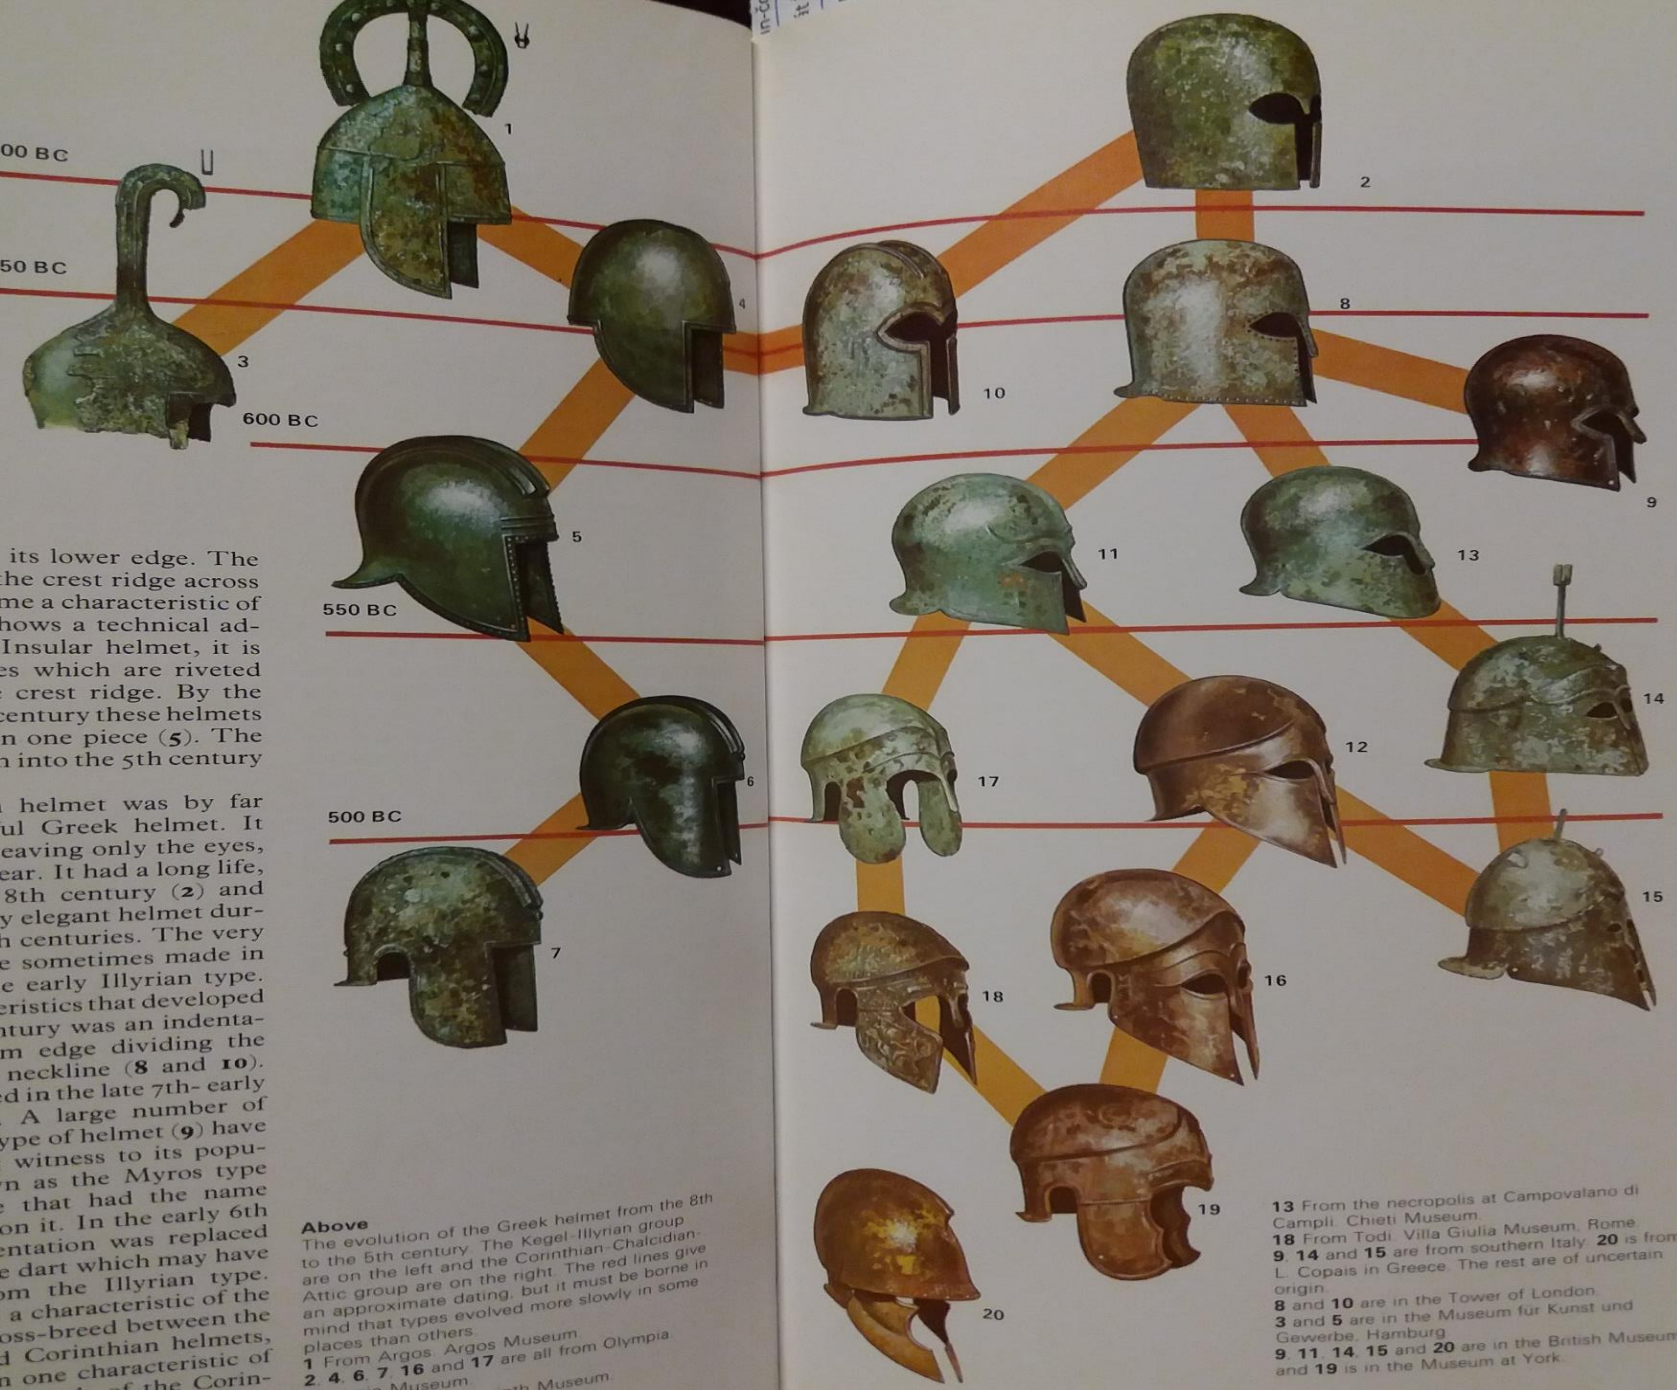 00 BC
1
2
50 BC
3
4
10
8
600 BC
9
5
11
13
550 BC
14
6
17
12
500 BC
7
18
16
15
19
20
its lower edge. The
the crest ridge across
me a characteristic of
hows a technical ad-
Insular helmet, it is
es which are riveted
crest ridge. By the
century these helmets
n one piece (5). The
n into the 5th century
helmet was by far
ful Greek helmet. It
eaving only the eyes,
ear. It had a long life,
8th century (2) and
y elegant helmet dur-
h centuries. The very
e sometimes made in
e early Illyrian type.
eristics that developed
ntury was an indenta-
m edge dividing the
neckline (8 and 10).
ed in the late 7th- early
. A large number of
ype of helmet (9) have
witness to its popu-
n as the Myros type
e that had the name
on it. In the early 6th
entation was replaced
e dart which may have
om the Illyrian type.
a characteristic of the
oss-breed between the
d Corinthian helmets,
n one characteristic of
of the Corin-
Above
The evolution of the Greek helmet from the 8th
to the 5th century. The Kegel-Illyrian group
are on the left and the Corinthian-Chalcidian-
Attic group are on the right. The red lines give
an approximate dating, but it must be borne in
mind that types evolved more slowly in some
places than others.
1 From Argos. Argos Museum.
2, 4, 6, 7, 16 and 17 are all from Olympia.
Museum.
Museum.
13 From the necropolis at Campovalano di
Campli. Chieti Museum.
18 From Todi. Villa Giulia Museum, Rome.
9, 14 and 15 are from southern Italy. 20 is from
L. Copais in Greece. The rest are of uncertain
origin.
8 and 10 are in the Tower of London.
3 and 5 are in the Museum für Kunst und
Gewerbe, Hamburg
9, 11, 14, 15 and 20 are in the British Museum
and 19 is in the Museum at York.